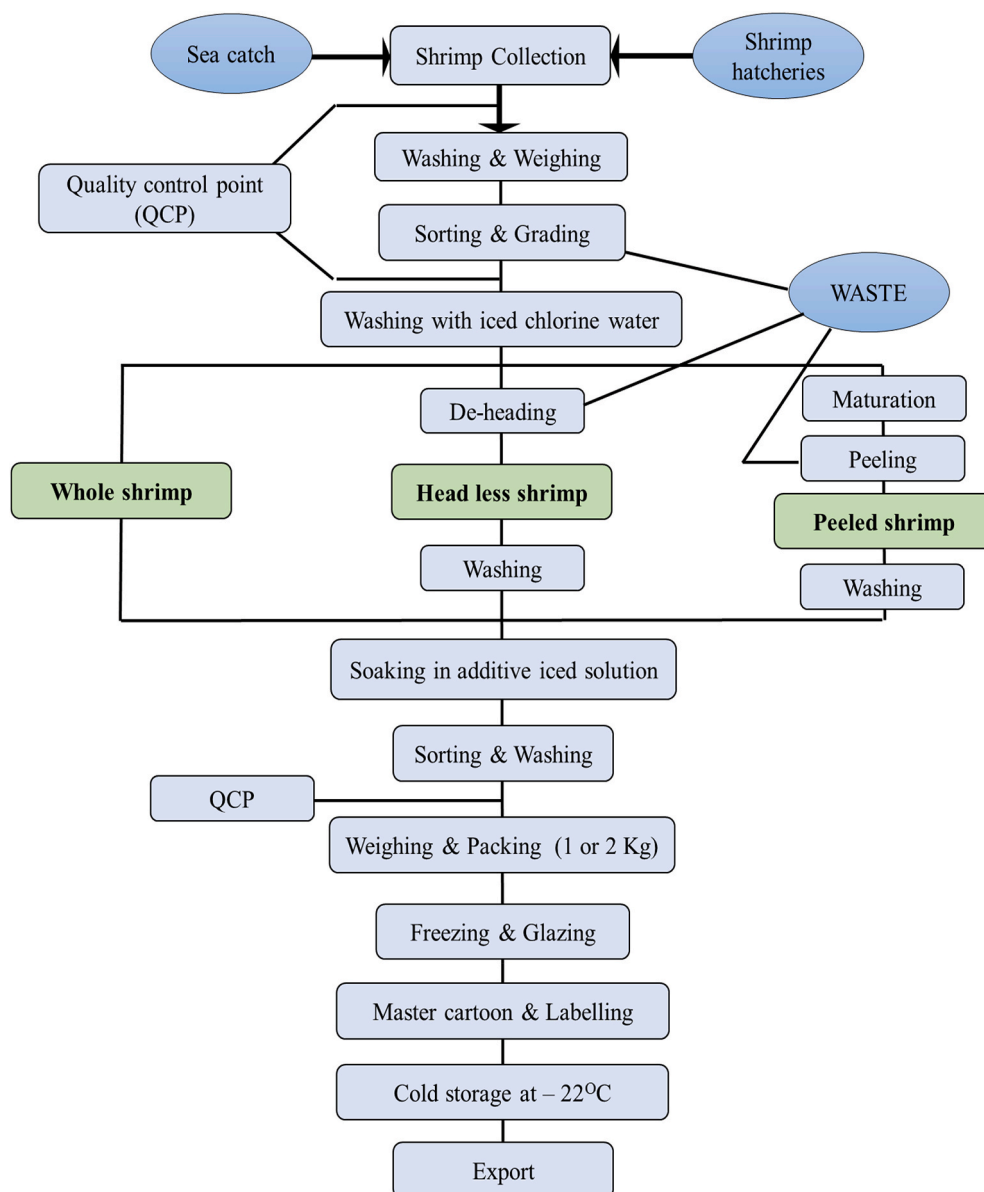 Sea catch
Shrimp Collection
Shrimp
hatcheries
Washing & Weighing
Quality control point
(QCP)
Sorting & Grading
WASTE
Washing with iced chlorine water
De-heading
Maturation
Peeling
Whole shrimp
Head less shrimp
Peeled shrimp
Washing
Washing
Soaking in additive iced solution
Sorting & Washing
QCP
Weighing & Packing (1 or 2 Kg)
Freezing & Glazing
Master cartoon & Labelling
Cold storage at – 22ᴼC
Export